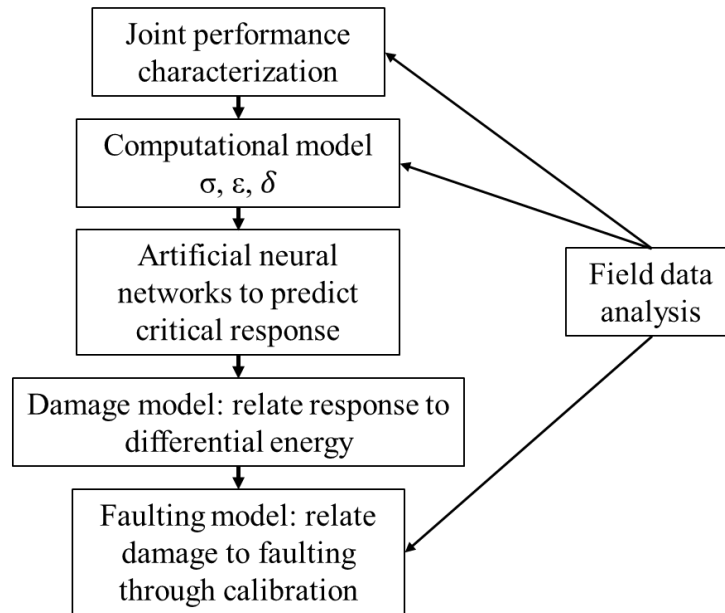 Joint performance
characterization
Computational model
σ, ε, δ
Artificial neural
networks to predict
critical response
Field data
analysis
Damage model: relate response to
differential energy
Faulting model: relate
damage to faulting
through calibration